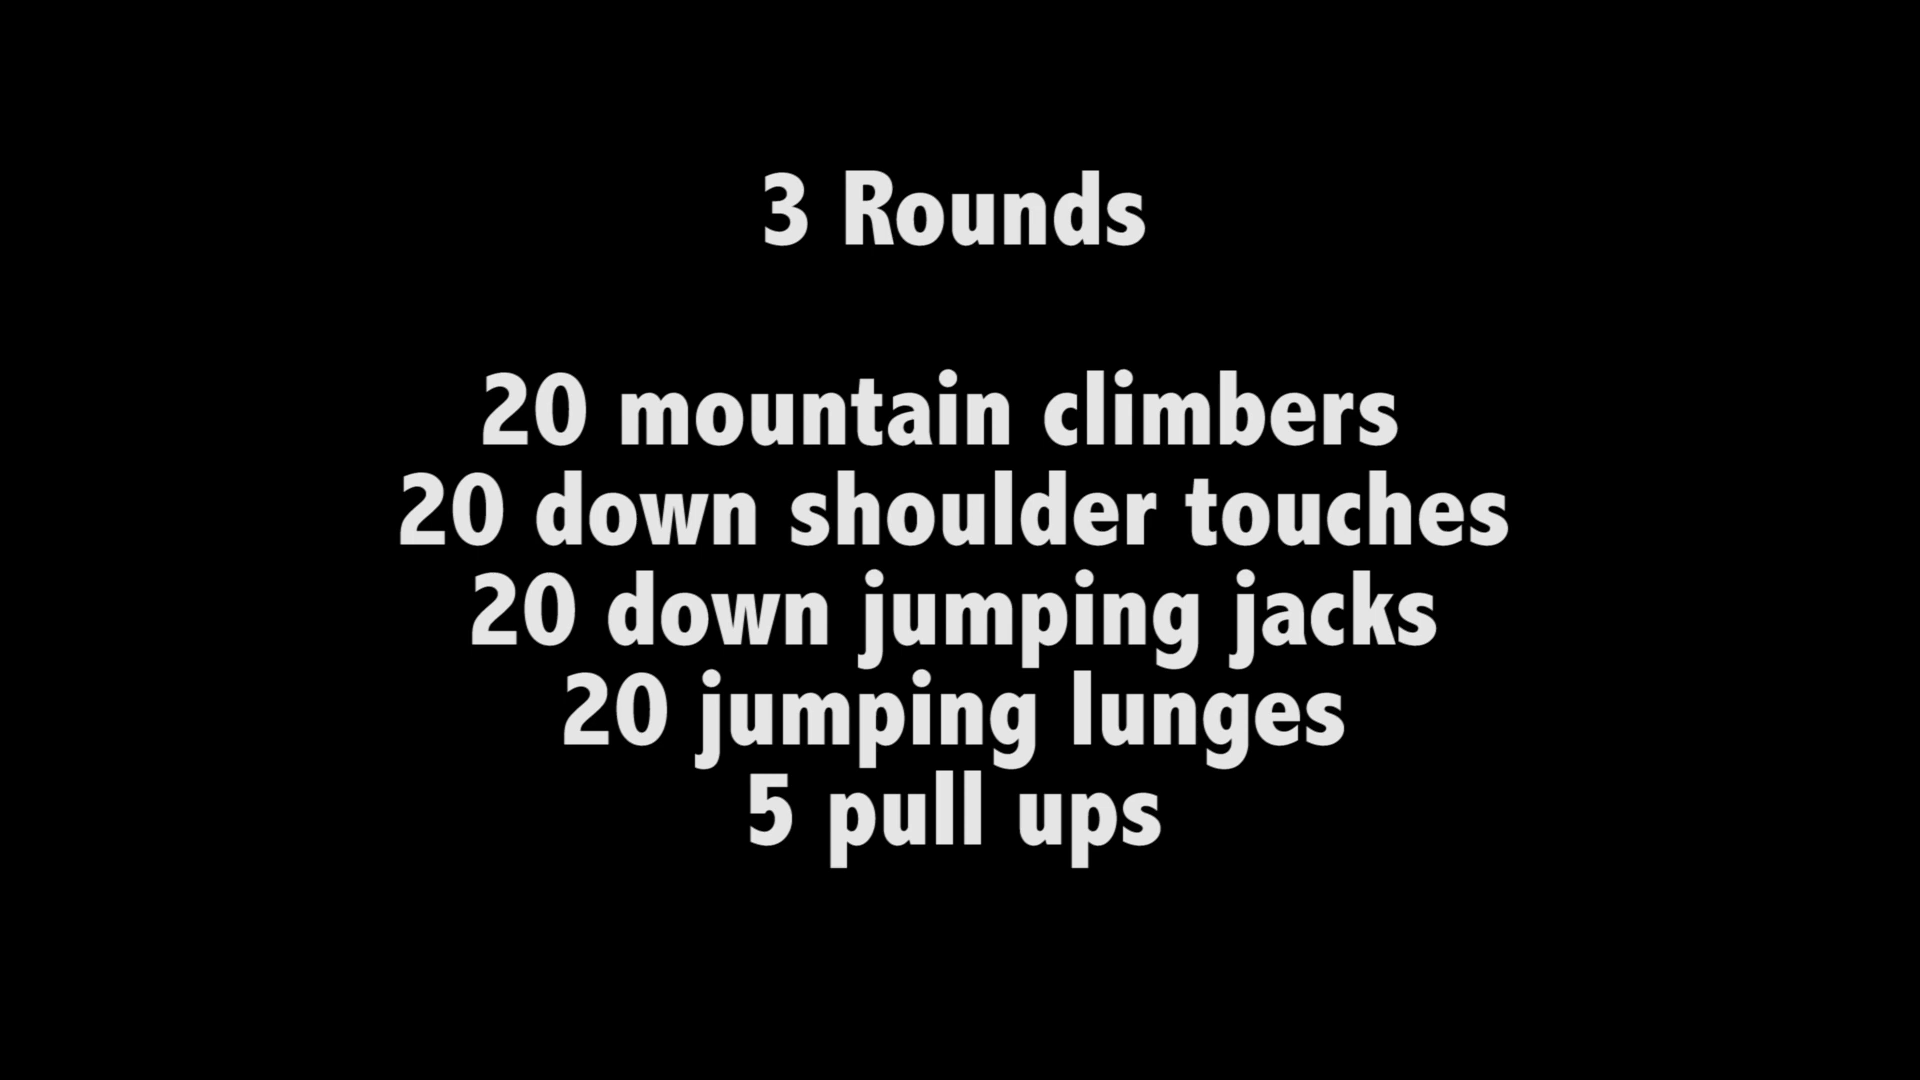 3 Rounds
20 mountain climbers
20 down shoulder touches
20 down jumping jacks
20 jumping lunges
5 pull ups